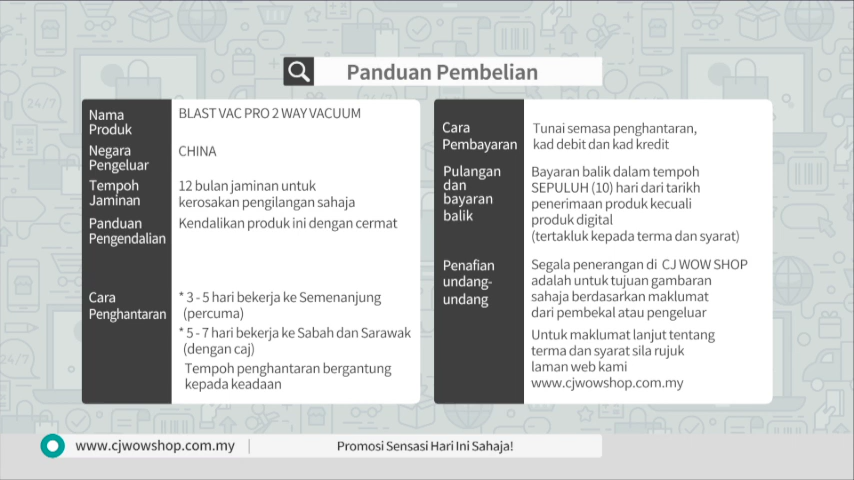 Panduan Pembelian
Nama
Produk
BLAST VAC PRO 2 WAY VACUUM
Negara
Pengeluar
CHINA
Tempoh
Jaminan
12 bulan jaminan untuk
kerosakan pengilangan sahaja
Panduan
Pengendalian
Kendalikan produk ini dengan cermat
Cara
Penghantaran
* 3 - 5 hari bekerja ke Semenanjung
(percuma)
* 5 - 7 hari bekerja ke Sabah dan Sarawak
(dengan caj)
Tempoh penghantaran bergantung
kepada keadaan
Cara
Pembayaran
Tunai semasa penghantaran,
kad debit dan kad kredit
Pulangan
dan
bayaran
balik
Bayaran balik dalam tempoh
SEPULUH (10) hari dari tarikh
penerimaan produk kecuali
produk digital
(tertakluk kepada terma dan syarat)
Penafian
undang-
undang
Segala penerangan di CJ WOW SHOP
adalah untuk tujuan gambaran
sahaja berdasarkan maklumat
dari pembekal atau pengeluar
Untuk maklumat lanjut tentang
terma dan syarat sila rujuk
laman web kami
www.cjwowshop.com.my
24/7
24/7
www.cjwowshop.com.my
Promosi Sensasi Hari Ini Sahaja!